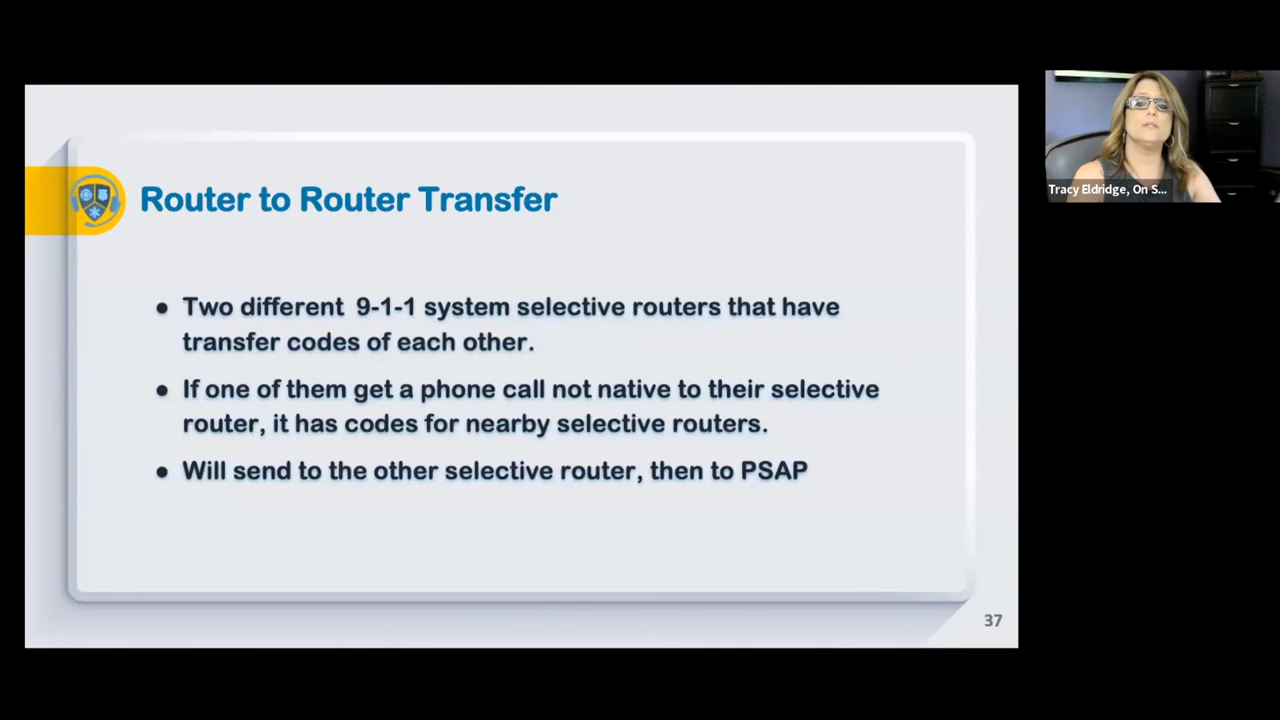 Router to Router Transfer
● Two different 9-1-1 system selective routers that have
transfer codes of each other.
● If one of them get a phone call not native to their selective
router, it has codes for nearby selective routers.
● Will send to the other selective router, then to PSAP
37
Tracy Eldridge, On S...